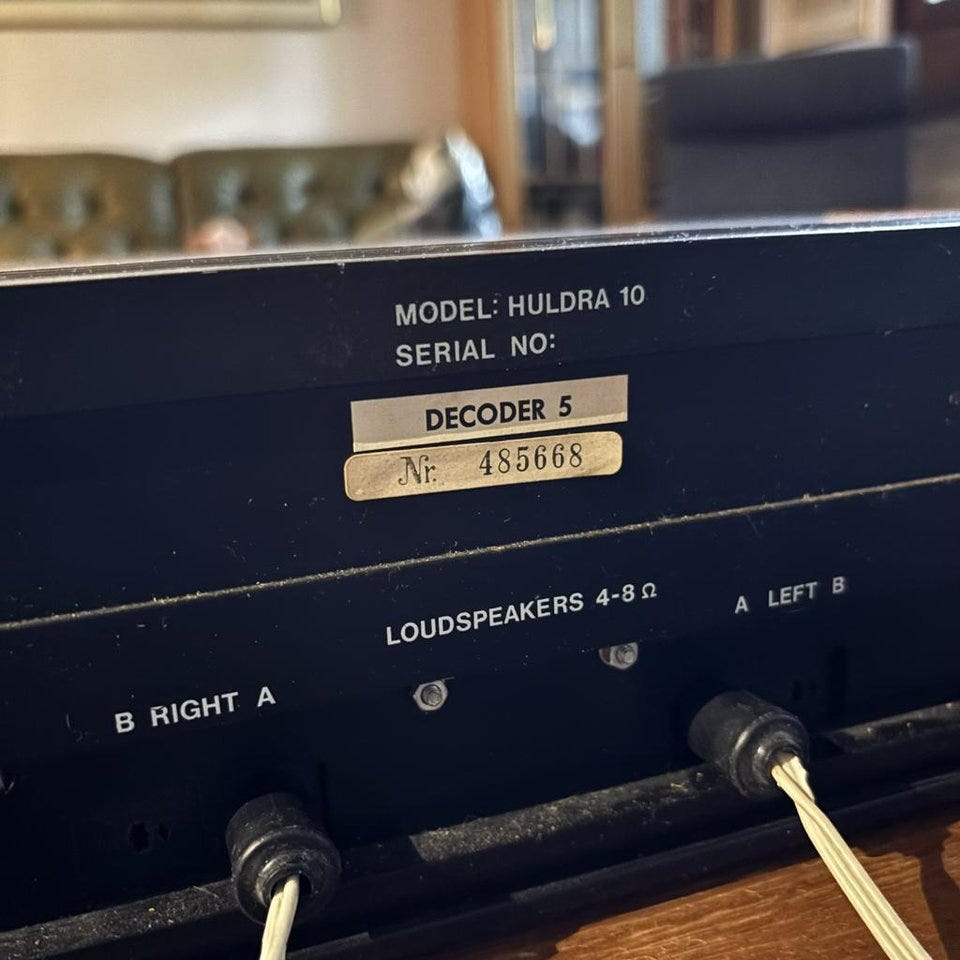 MODEL: HULDRA 10
SERIAL NO:
DECODER 5
Nr. 485668
LOUDSPEAKERS 4-8 Ω
A LEFT B
B RIGHT A